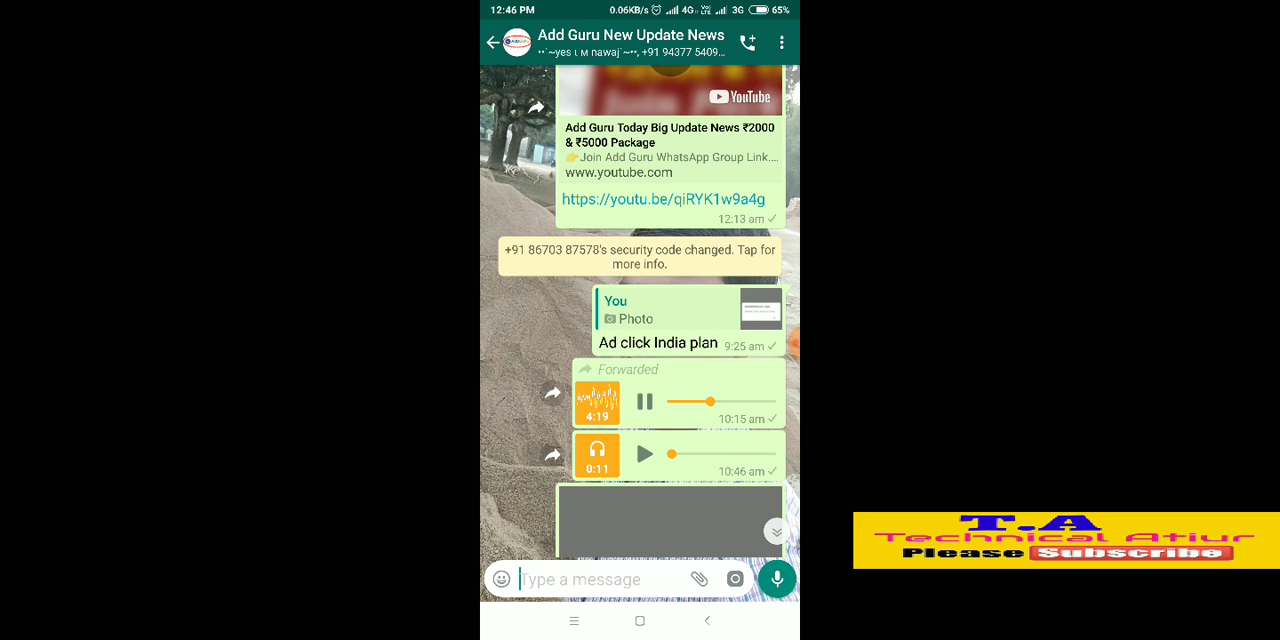 12:46 PM 0.06KB/s 4G VoLTE 3G 65%
Add Guru New Update News
••`~yes ι м nawaj`~••, +91 94377 5409...
YouTube
Add Guru Today Big Update News ₹2000
& ₹5000 Package
👉Join Add Guru WhatsApp Group Link....
www.youtube.com
https://youtu.be/qiRYK1w9a4g
12:13 am
+91 86703 87578's security code changed. Tap for
more info.
You
Photo
Ad click India plan 9:25 am
Forwarded
4:19
10:15 am
0:11
10:46 am
Type a message
T.A
Technical Atiur
Please Subscribe